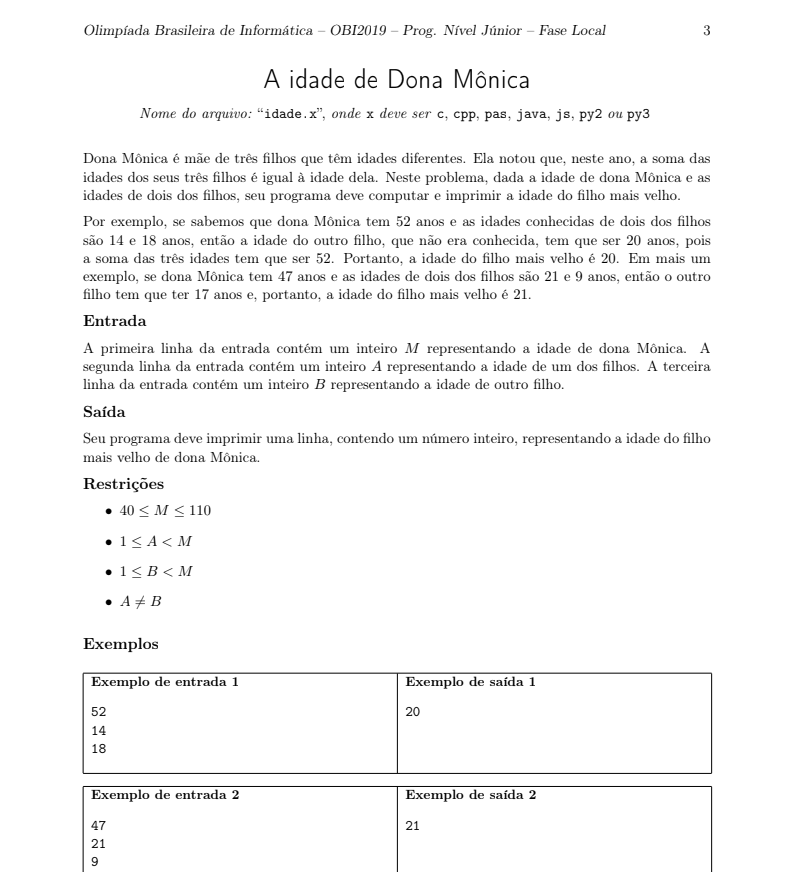 Olimpíada Brasileira de Informática – OBI2019 – Prog. Nível Júnior – Fase Local 3
A idade de Dona Mônica
Nome do arquivo: “idade.x”, onde x deve ser c, cpp, pas, java, js, py2 ou py3
Dona Mônica é mãe de três filhos que têm idades diferentes. Ela notou que, neste ano, a soma das
idades dos seus três filhos é igual à idade dela. Neste problema, dada a idade de dona Mônica e as
idades de dois dos filhos, seu programa deve computar e imprimir a idade do filho mais velho.
Por exemplo, se sabemos que dona Mônica tem 52 anos e as idades conhecidas de dois dos filhos
são 14 e 18 anos, então a idade do outro filho, que não era conhecida, tem que ser 20 anos, pois
a soma das três idades tem que ser 52. Portanto, a idade do filho mais velho é 20. Em mais um
exemplo, se dona Mônica tem 47 anos e as idades de dois dos filhos são 21 e 9 anos, então o outro
filho tem que ter 17 anos e, portanto, a idade do filho mais velho é 21.
Entrada
A primeira linha da entrada contém um inteiro M representando a idade de dona Mônica. A
segunda linha da entrada contém um inteiro A representando a idade de um dos filhos. A terceira
linha da entrada contém um inteiro B representando a idade de outro filho.
Saída
Seu programa deve imprimir uma linha, contendo um número inteiro, representando a idade do filho
mais velho de dona Mônica.
Restrições
• 40 ≤ M ≤ 110
• 1 ≤ A < M
• 1 ≤ B < M
• A ≠ B
Exemplos
Exemplo de entrada 1
52
14
18
Exemplo de saída 1
20
Exemplo de entrada 2
47
21
9
Exemplo de saída 2
21